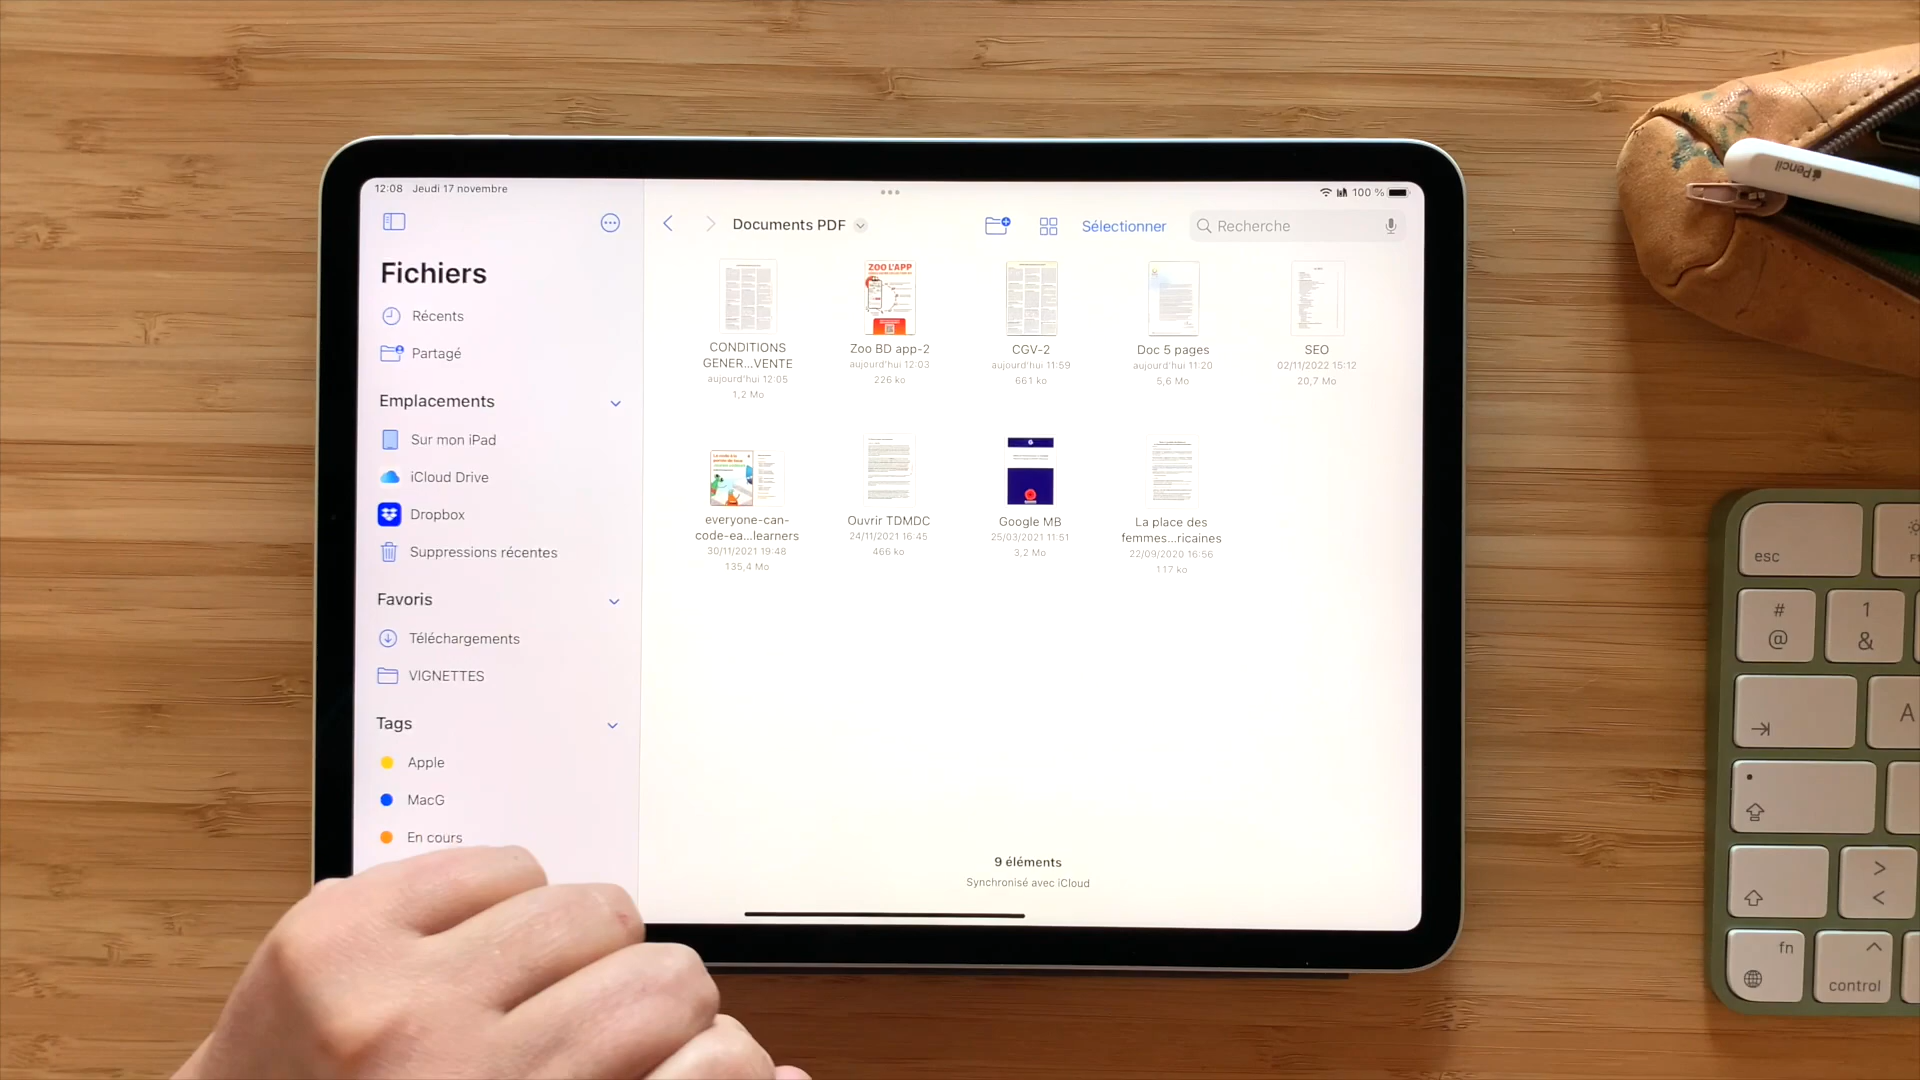 12:08 Jeudi 17 novembre
100 %
Fichiers
Récents
Partagé
Emplacements
Sur mon iPad
iCloud Drive
Dropbox
Suppressions récentes
Favoris
Téléchargements
VIGNETTES
Tags
Apple
MacG
En cours
Documents PDF
Sélectionner
Recherche
CONDITIONS
GENER...VENTE
aujourd'hui 12:05
1,2 Mo
ZOO L'APP
Zoo BD app-2
aujourd'hui 12:03
226 ko
CGV-2
aujourd'hui 11:59
661 ko
Doc 5 pages
aujourd'hui 11:20
5,6 Mo
SEO
02/11/2022 15:12
20,7 Mo
everyone-can-
code-ea...learners
30/11/2021 19:48
135,4 Mo
Ouvrir TDMDC
24/11/2021 16:45
466 ko
Google MB
25/03/2021 11:51
3,2 Mo
La place des
femmes...ricaines
22/09/2020 16:56
117 ko
9 éléments
Synchronisé avec iCloud
Pencil
esc
F1
#
@
1
&
A
>
<
fn
control